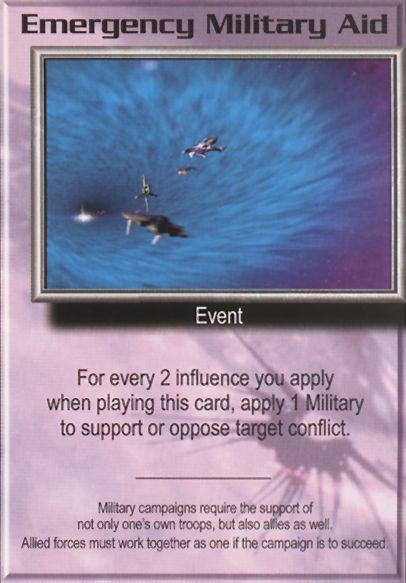 Emergency Military Aid
Event
For every 2 influence you apply
when playing this card, apply 1 Military
to support or oppose target conflict.
Military campaigns require the support of
not only one's own troops, but also allies as well.
Allied forces must work together as one if the campaign is to succeed.